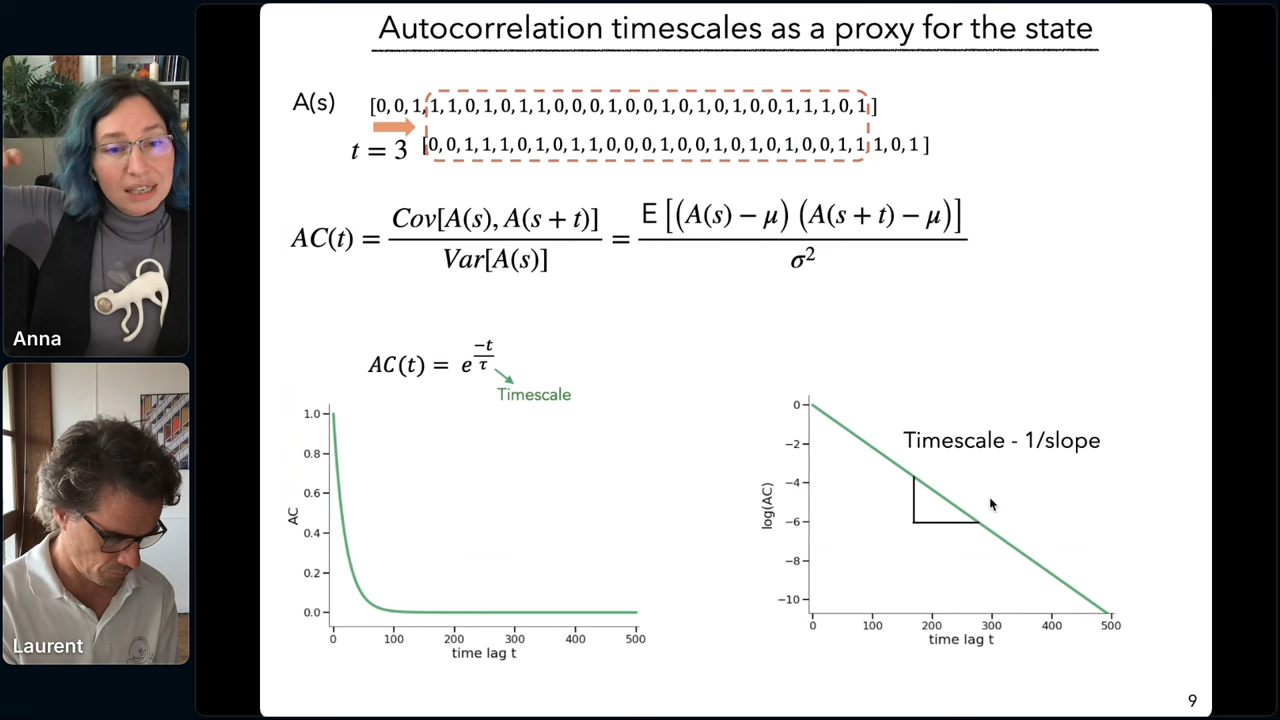 Autocorrelation timescales as a proxy for the state
A(s) [0, 0, 1, 1, 1, 0, 1, 0, 1, 1, 0, 0, 0, 1, 0, 0, 1, 0, 1, 0, 1, 0, 0, 1, 1, 1, 0, 1 ]
t = 3 [0, 0, 1, 1, 1, 0, 1, 0, 1, 1, 0, 0, 0, 1, 0, 0, 1, 0, 1, 0, 1, 0, 0, 1, 1, 1, 0, 1 ]
AC(t) = Cov[A(s), A(s + t)] / Var[A(s)] = E [(A(s) − μ) (A(s + t) − μ)] / σ²
AC(t) = e^(−t/τ)
Timescale
1.0
0.8
0.6
0.4
0.2
0.0
AC
0 100 200 300 400 500
time lag t
Timescale - 1/slope
0
−2
−4
−6
−8
−10
log(AC)
0 100 200 300 400 500
time lag t
9
Anna
Laurent